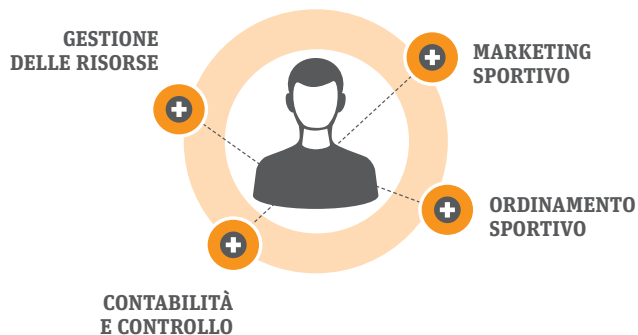 GESTIONE
DELLE RISORSE
MARKETING
SPORTIVO
ORDINAMENTO
SPORTIVO
CONTABILITÀ
E CONTROLLO